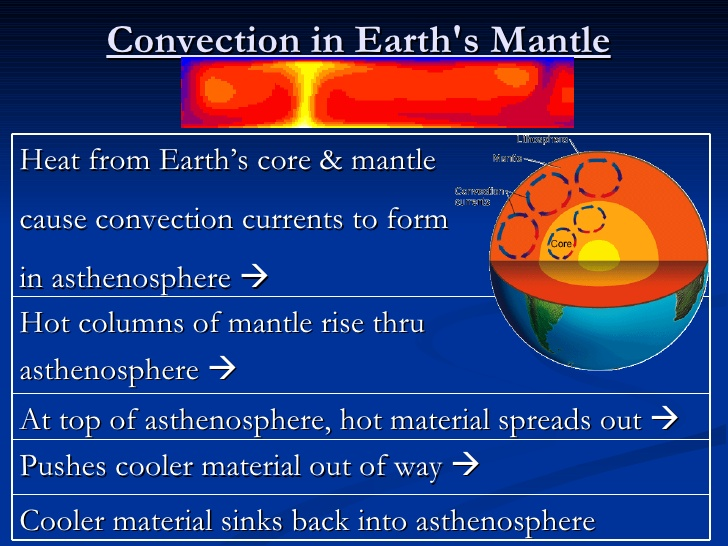 Convection in Earth's Mantle
Heat from Earth’s core & mantle
cause convection currents to form
in asthenosphere →
Hot columns of mantle rise thru
asthenosphere →
At top of asthenosphere, hot material spreads out →
Pushes cooler material out of way →
Cooler material sinks back into asthenosphere
Lithosphere
Mantle
Convection
currents
Core